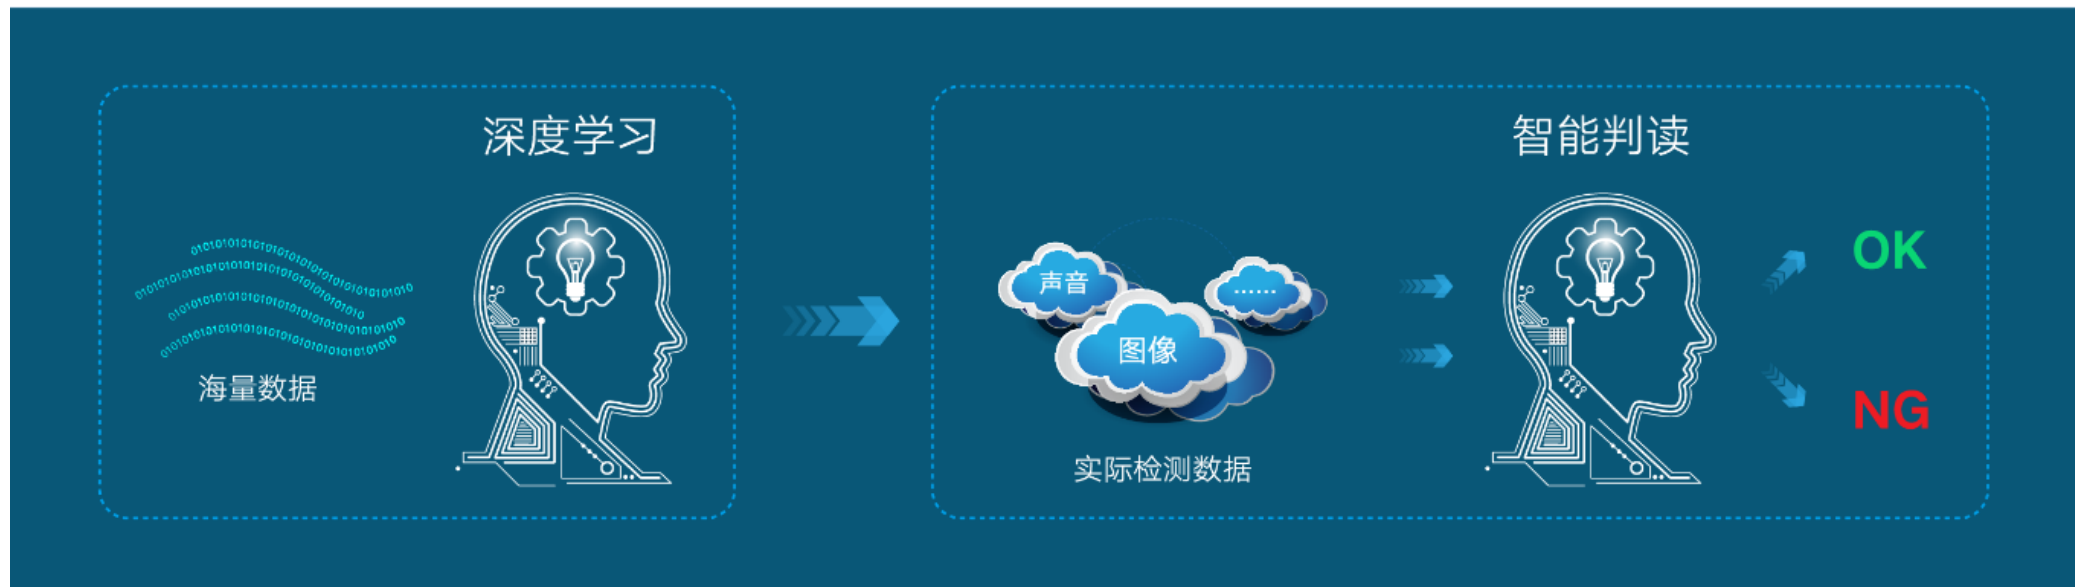 深度学习
海量数据
智能判读
声音
......
图像
实际检测数据
OK
NG